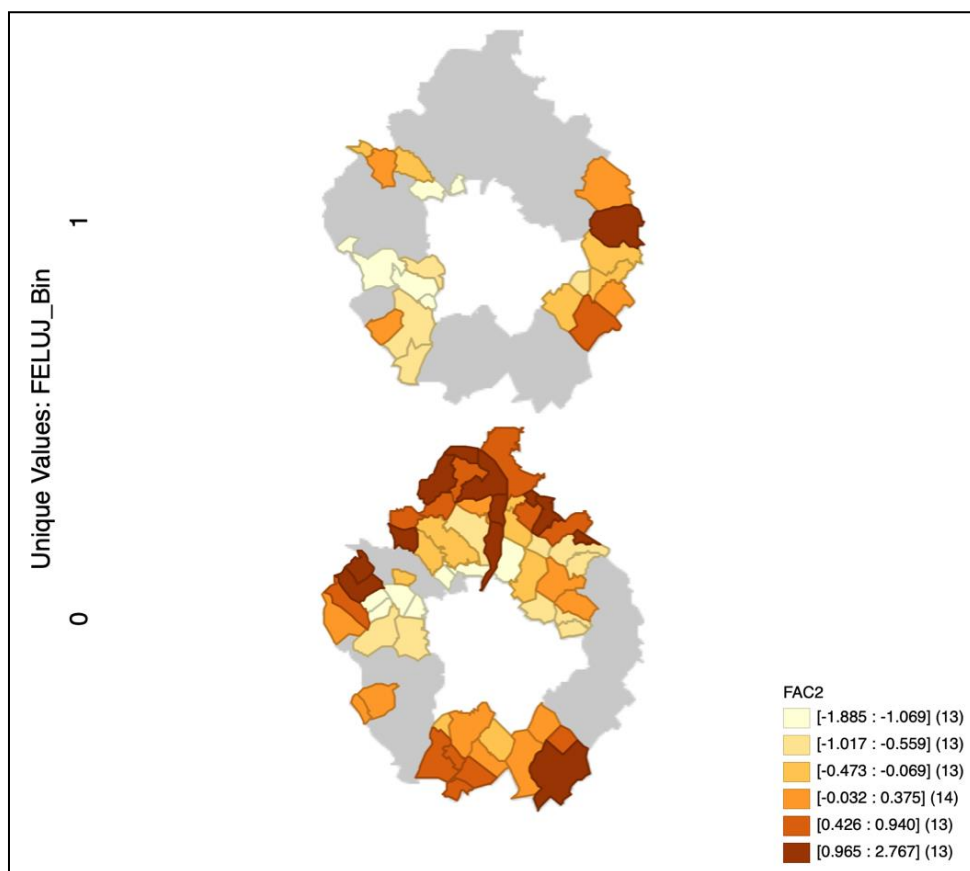 Unique Values: FELUJ_Bin
1
0
FAC2
[-1.885 : -1.069] (13)
[-1.017 : -0.559] (13)
[-0.473 : -0.069] (13)
[-0.032 : 0.375] (14)
[0.426 : 0.940] (13)
[0.965 : 2.767] (13)